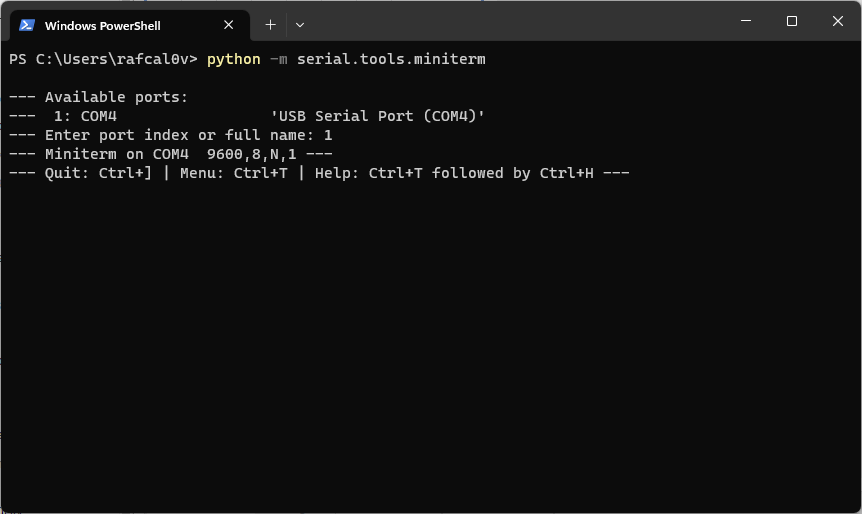 Windows PowerShell
PS C:\Users\rafcal0v> python -m serial.tools.miniterm
--- Available ports:
---  1: COM4                 'USB Serial Port (COM4)'
--- Enter port index or full name: 1
--- Miniterm on COM4  9600,8,N,1 ---
--- Quit: Ctrl+] | Menu: Ctrl+T | Help: Ctrl+T followed by Ctrl+H ---